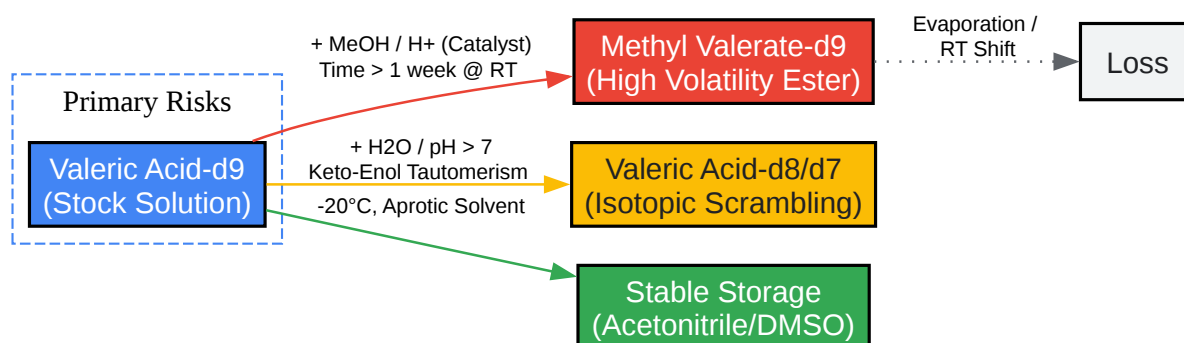 Primary Risks
Valeric Acid-d9
(Stock Solution)
+ MeOH / H+ (Catalyst)
Time > 1 week @ RT
Methyl Valerate-d9
(High Volatility Ester)
Evaporation /
RT Shift
Loss
+ H2O / pH > 7
Keto-Enol Tautomerism
Valeric Acid-d8/d7
(Isotopic Scrambling)
-20°C, Aprotic Solvent
Stable Storage
(Acetonitrile/DMSO)